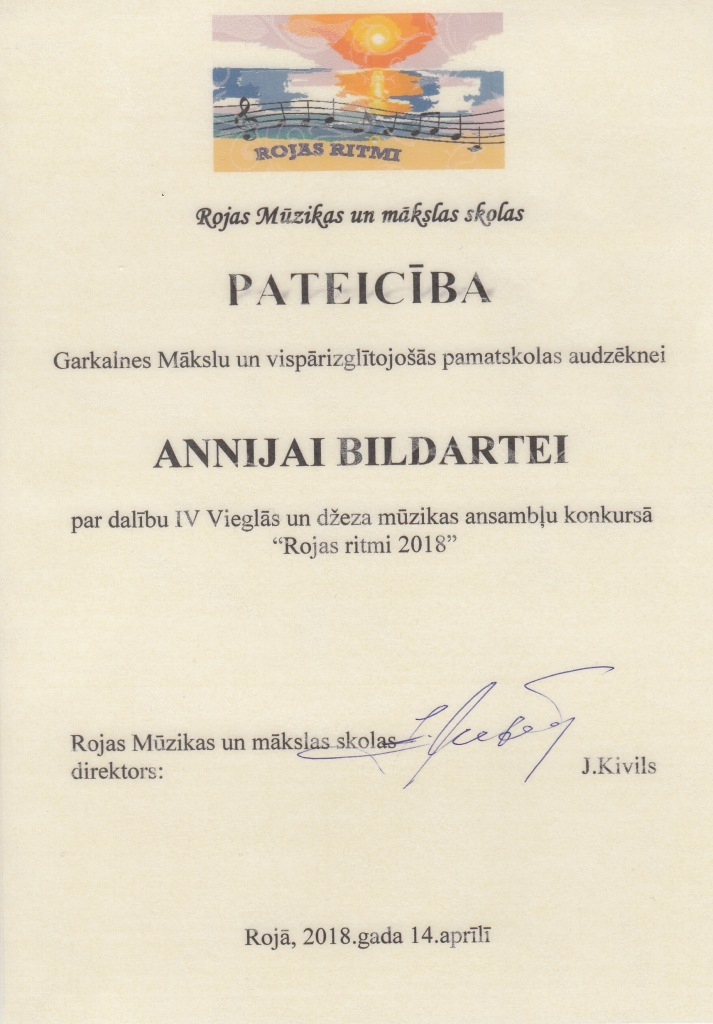 ROJAS RITMI
Rojas Mūzikas un mākslas skolas
PATEICĪBA
Garkalnes Mākslu un vispārizglītojošās pamatskolas audzēknei
ANNIJAI BILDARTEI
par dalību IV Vieglās un džeza mūzikas ansambļu konkursā
“Rojas ritmi 2018”
Rojas Mūzikas un mākslas skolas
direktors:
J.Kivils
Rojā, 2018.gada 14.aprīlī